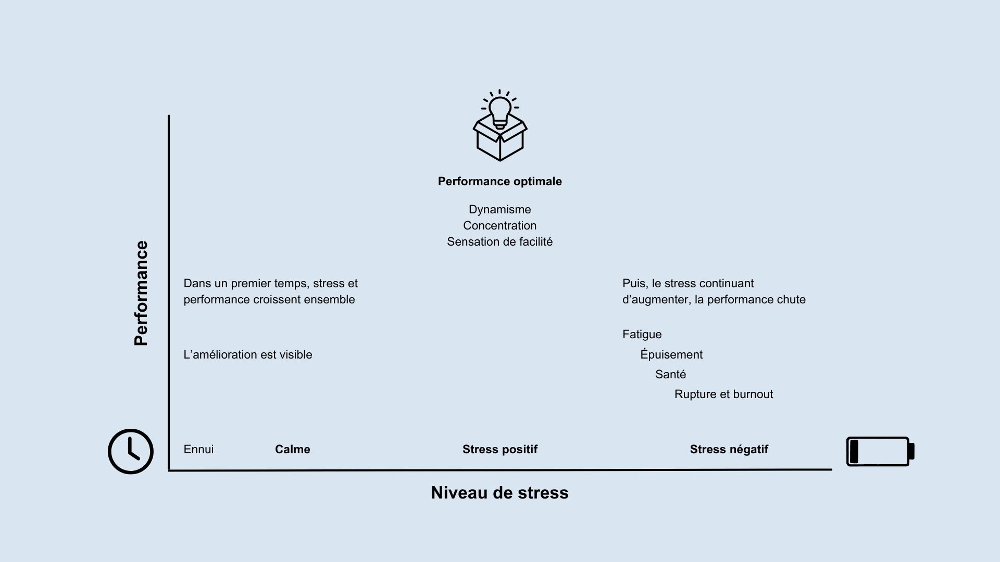 Performance optimale
Dynamisme
Concentration
Sensation de facilité
Performance
Dans un premier temps, stress et
performance croissent ensemble
L’amélioration est visible
Puis, le stress continuant
d’augmenter, la performance chute
Fatigue
Épuisement
Santé
Rupture et burnout
Ennui
Calme
Stress positif
Stress négatif
Niveau de stress